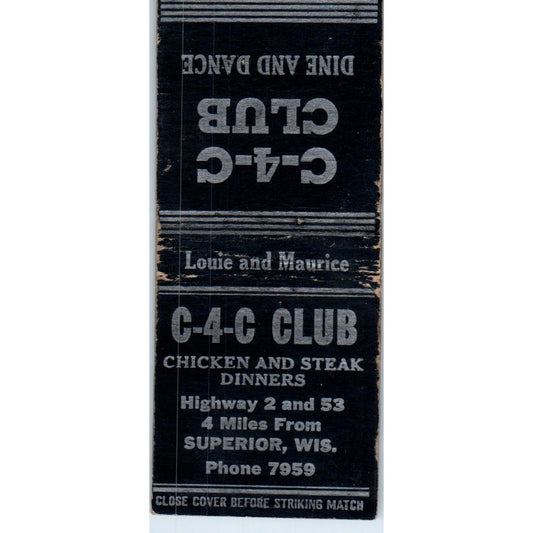 DINE AND DANCE
C-4-C
CLUB
Louie and Maurice
C-4-C CLUB
CHICKEN AND STEAK
DINNERS
Highway 2 and 53
4 Miles From
SUPERIOR, WIS.
Phone 7959
CLOSE COVER BEFORE STRIKING MATCH